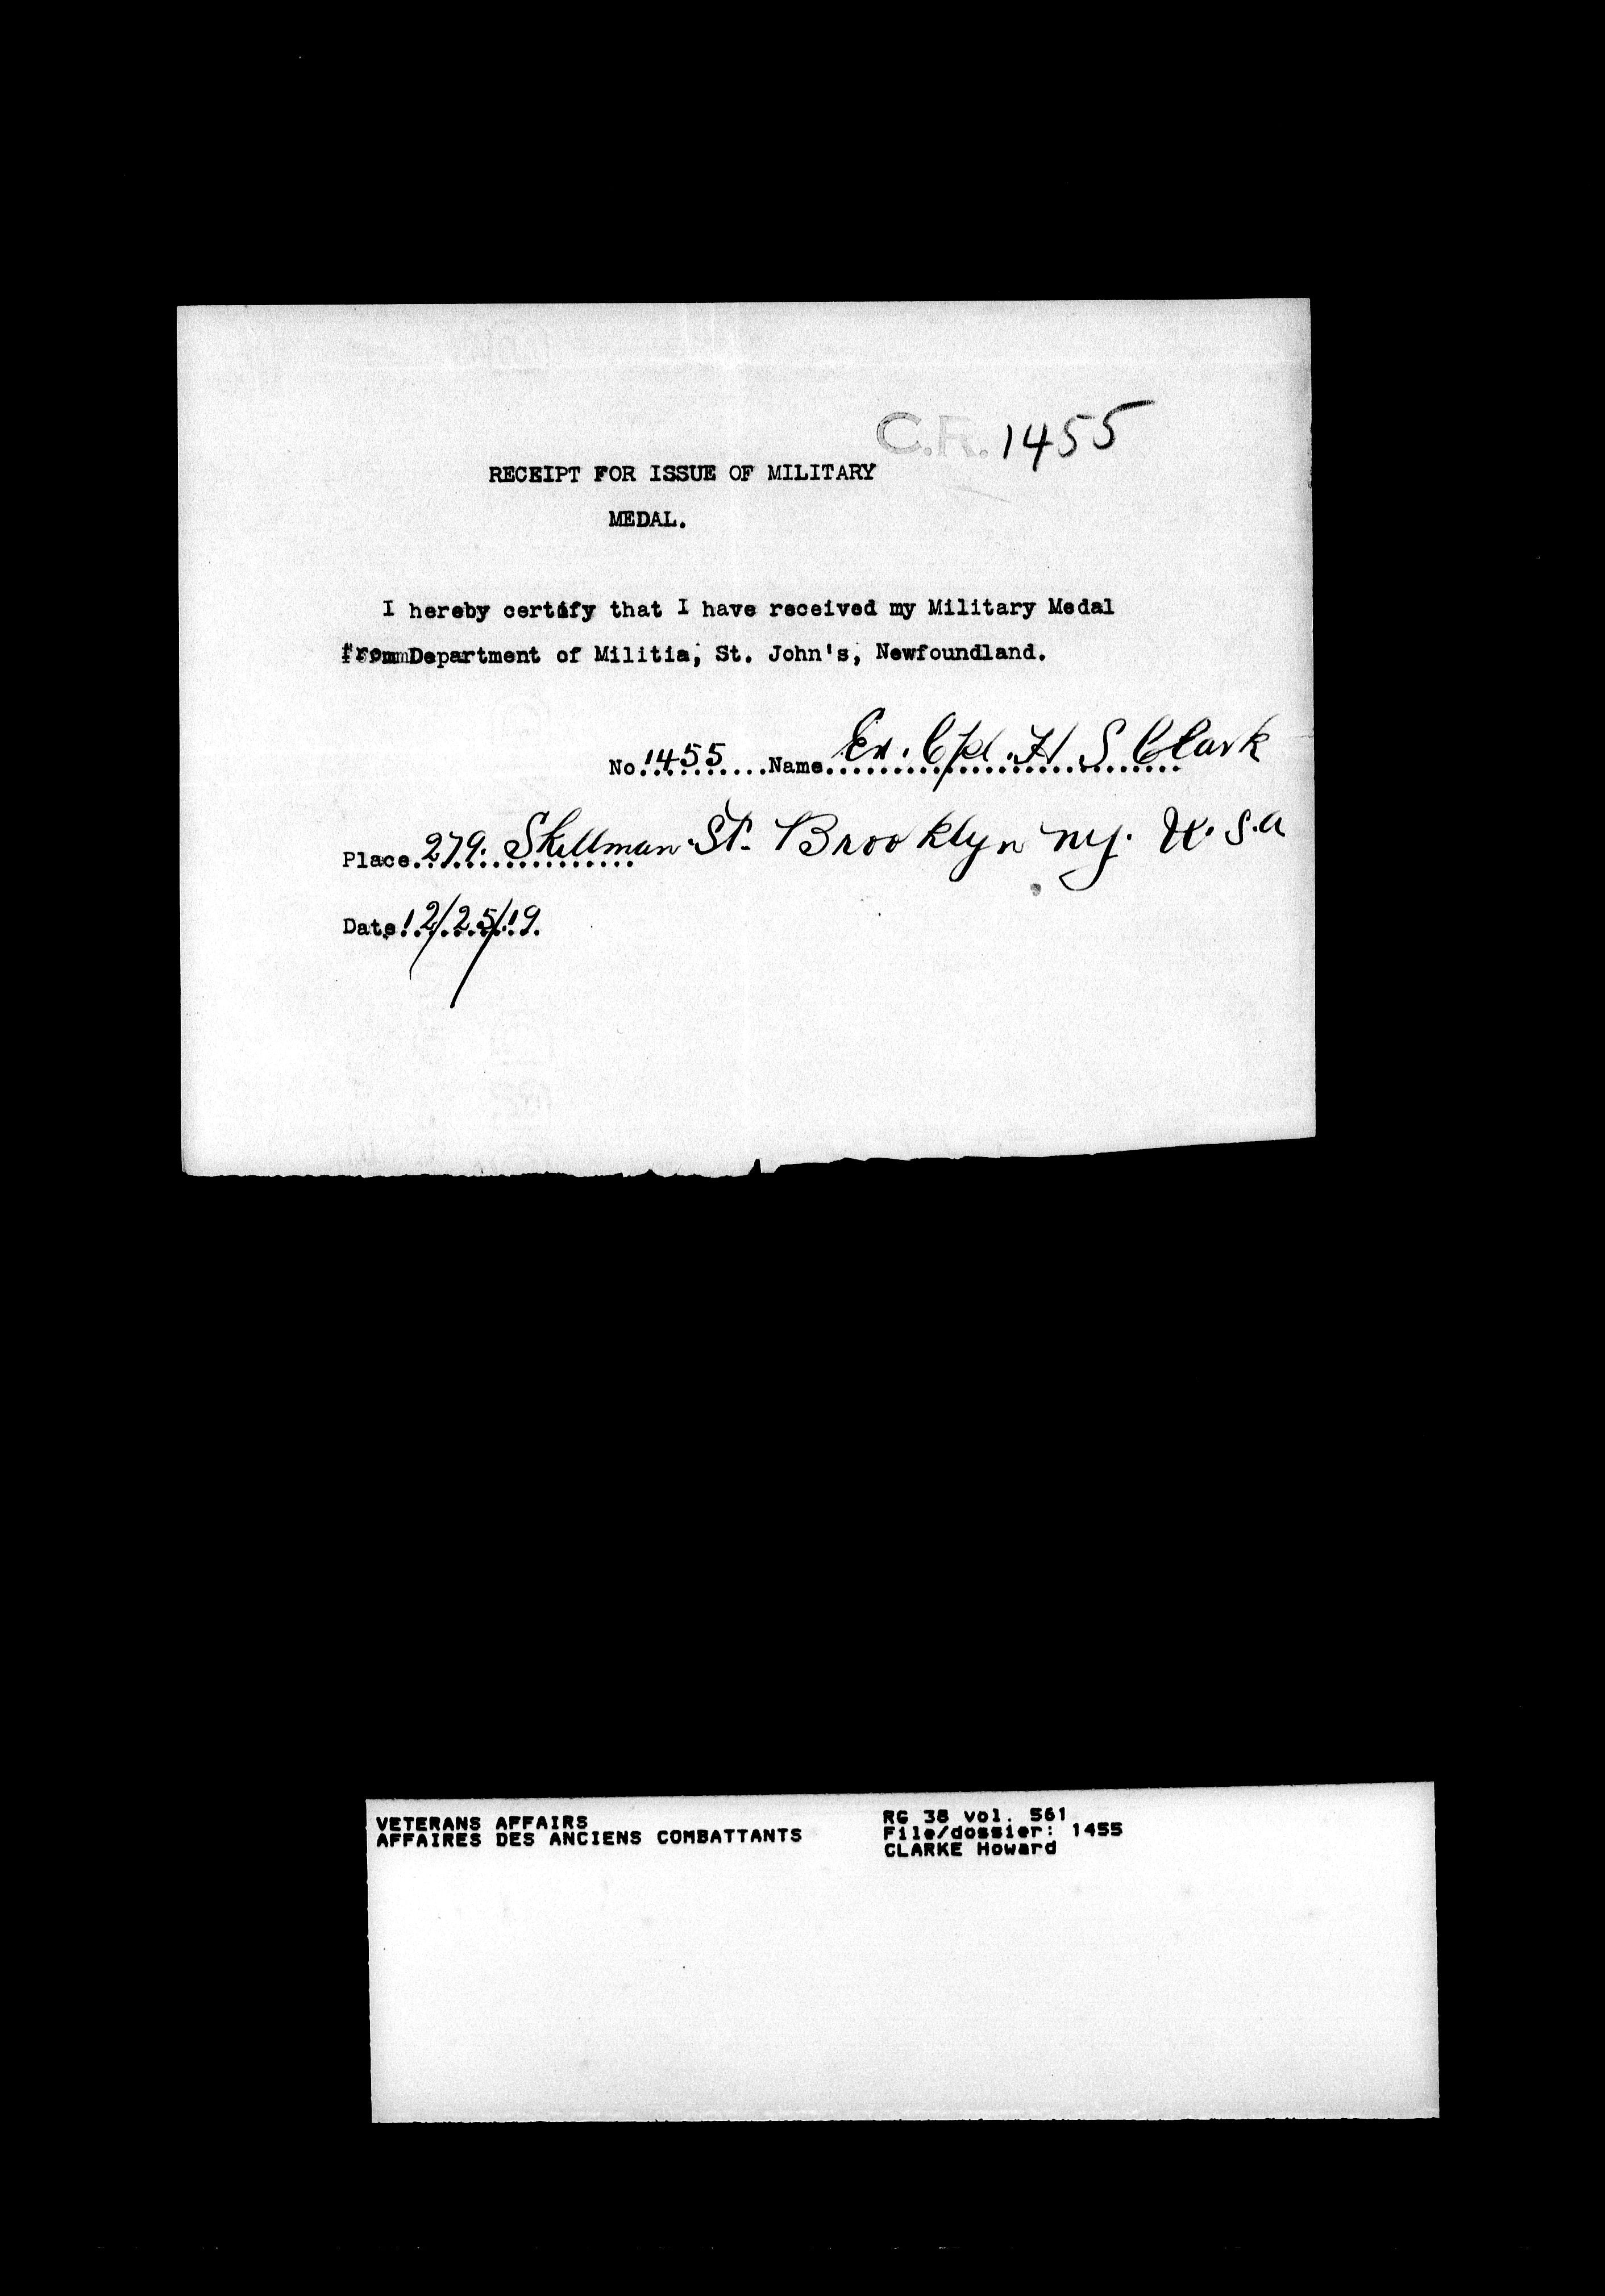 C.R. 1455
RECEIPT FOR ISSUE OF MILITARY
MEDAL.
I hereby certify that I have received my Military Medal
from Department of Militia, St. John's, Newfoundland.
No. 1455 .... Name Ex. Cpl. H S Clark
Place 279. Skillman St. Brooklyn ny. U.S.a
Date 12/25/19.
VETERANS AFFAIRS
AFFAIRES DES ANCIENS COMBATTANTS
RG 38 vol. 561
File/dossier: 1455
CLARKE Howard